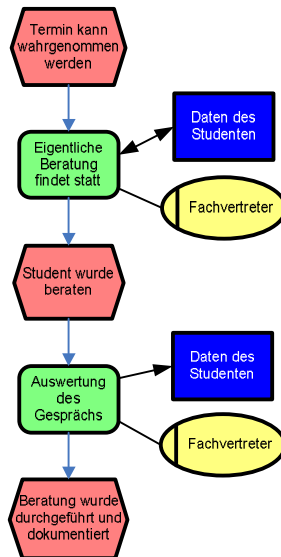 Termin kann
wahrgenommen
werden
Eigentliche
Beratung
findet statt
Daten des
Studenten
Fachvertreter
Student wurde
beraten
Auswertung
des
Gesprächs
Daten des
Studenten
Fachvertreter
Beratung wurde
durchgeführt und
dokumentiert